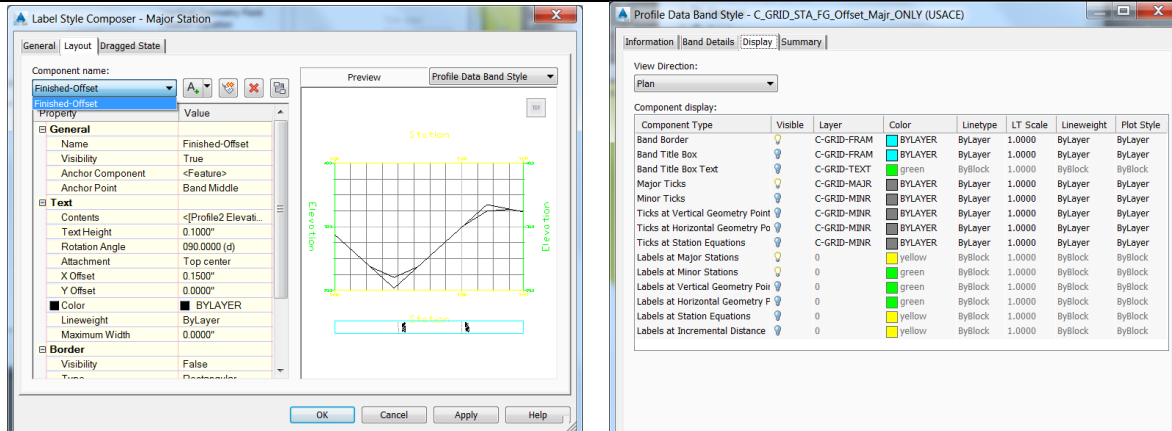 Label Style Composer - Major Station
General Layout Dragged State
Component name:
Finished-Offset
Finished-Offset
Property Value
General
Name Finished-Offset
Visibility True
Anchor Component <Feature>
Anchor Point Band Middle
Text
Contents <[Profile2 Elevati...
Text Height 0.1000"
Rotation Angle 090.0000 (d)
Attachment Top center
X Offset 0.1500"
Y Offset 0.0000"
Color BYLAYER
Lineweight ByLayer
Maximum Width 0.0000"
Border
Visibility False
Type Rectangular
Preview Profile Data Band Style
TOP
Station
Elevation
Elevation
Station
OK Cancel Apply Help
Profile Data Band Style - C_GRID_STA_FG_Offset_Majr_ONLY (USACE)
Information Band Details Display Summary
View Direction:
Plan
Component display:
Component Type Visible Layer Color Linetype LT Scale Lineweight Plot Style
Band Border C-GRID-FRAM BYLAYER ByLayer 1.0000 ByLayer ByLayer
Band Title Box C-GRID-FRAM BYLAYER ByLayer 1.0000 ByLayer ByLayer
Band Title Box Text C-GRID-TEXT green ByBlock 1.0000 ByBlock ByBlock
Major Ticks C-GRID-MAJR BYLAYER ByLayer 1.0000 ByLayer ByLayer
Minor Ticks C-GRID-MINR BYLAYER ByLayer 1.0000 ByLayer ByLayer
Ticks at Vertical Geometry Point C-GRID-MINR BYLAYER ByLayer 1.0000 ByLayer ByLayer
Ticks at Horizontal Geometry Po C-GRID-MINR BYLAYER ByLayer 1.0000 ByLayer ByLayer
Ticks at Station Equations C-GRID-MINR BYLAYER ByLayer 1.0000 ByLayer ByLayer
Labels at Major Stations 0 yellow ByBlock 1.0000 ByBlock ByBlock
Labels at Minor Stations 0 green ByBlock 1.0000 ByBlock ByBlock
Labels at Vertical Geometry Poir 0 green ByBlock 1.0000 ByBlock ByBlock
Labels at Horizontal Geometry F 0 green ByBlock 1.0000 ByBlock ByBlock
Labels at Station Equations 0 yellow ByBlock 1.0000 ByBlock ByBlock
Labels at Incremental Distance 0 yellow ByBlock 1.0000 ByBlock ByBlock